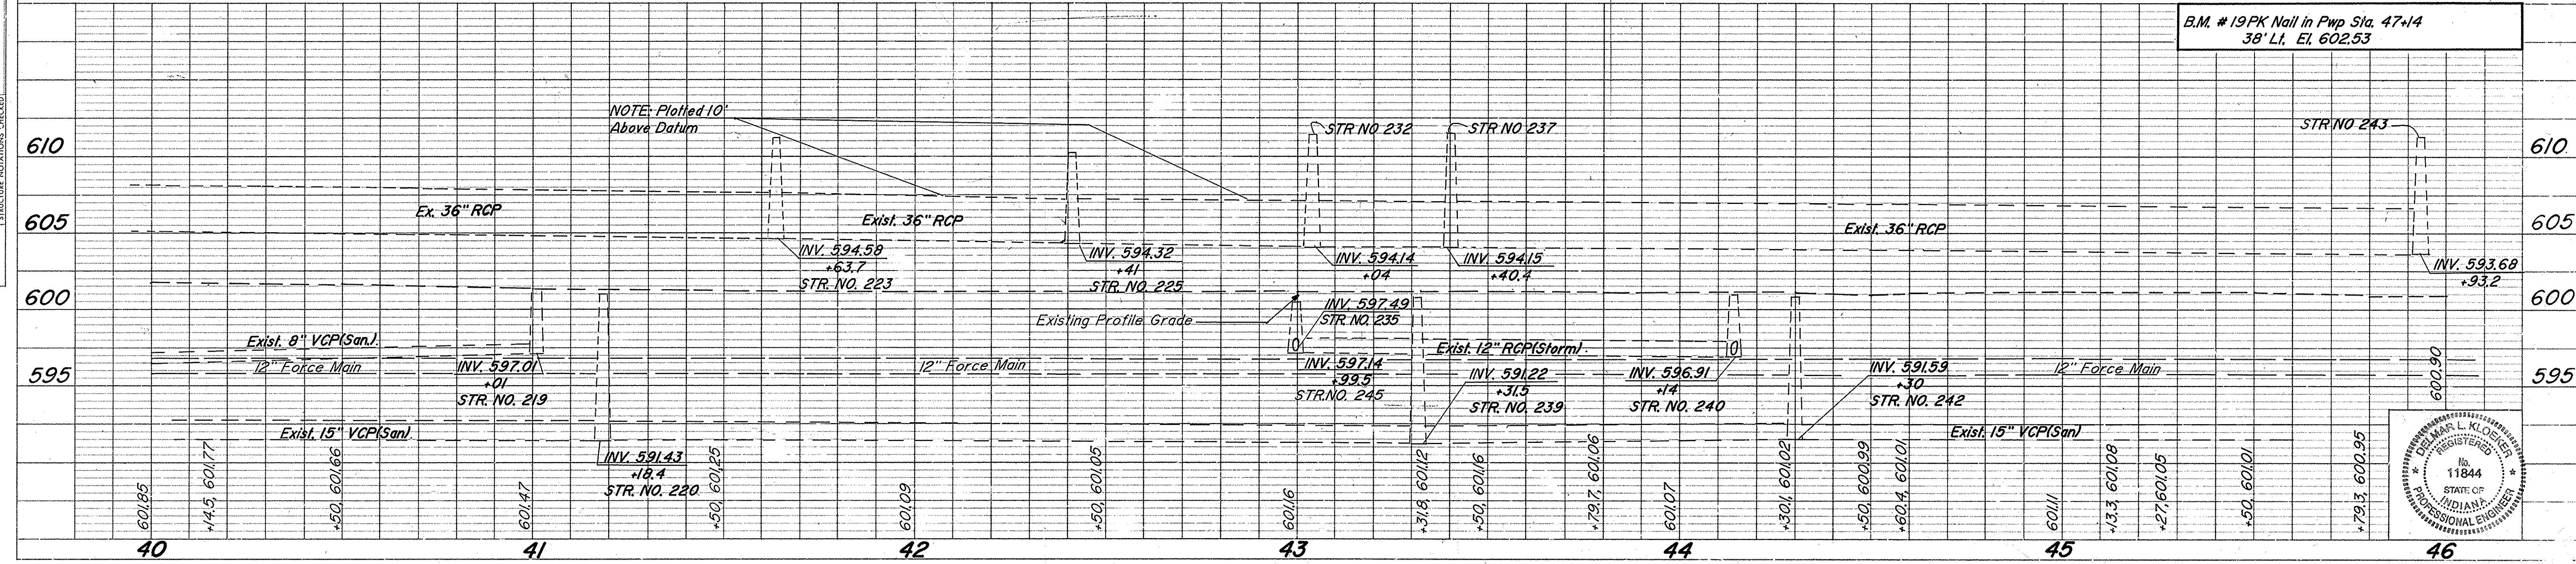 B.M. # 19 PK Nail in Pwp Sta. 47+14
38' Lt. El. 602.53
STRUCTURE NOTATIONS CHECKED
NOTE: Plotted 10'
Above Datum
STR NO 232
STR NO 237
STR NO 243
610
610
Ex. 36" RCP
Exist. 36" RCP
Exist. 36" RCP
605
605
INV. 594.58
+63.7
STR. NO. 223
INV. 594.32
+41
STR. NO. 225
INV. 594.14
+04
INV. 594.15
+40.4
INV. 593.68
+93.2
600
600
Existing Profile Grade
INV. 597.49
STR. NO. 235
Exist. 8" VCP(San.)
12" Force Main
INV. 597.01
+01
STR. NO. 219
12" Force Main
Exist. 12" RCP(Storm)
INV. 597.14
+99.5
STR.NO. 245
INV. 591.22
+31.5
STR. NO. 239
INV. 596.91
+14
STR. NO. 240
INV. 591.59
+30
STR. NO. 242
12" Force Main
595
595
Exist. 15" VCP(San)
INV. 591.43
+18.4
STR. NO. 220
Exist. 15" VCP(San)
601.85
+14.5, 601.77
+50, 601.66
601.47
+50, 601.25
601.09
+50, 601.05
601.16
+31.8, 601.12
+50, 601.16
+79.7, 601.06
601.07
+30.1, 601.02
+50, 600.99
+60.4, 601.01
601.11
+13.3, 601.08
+27, 601.05
+50, 601.01
+79.3, 600.95
600.90
DELMAR L. KLOEKER
REGISTERED
No.
11844
STATE OF
INDIANA
PROFESSIONAL ENGINEER
40
41
42
43
44
45
46